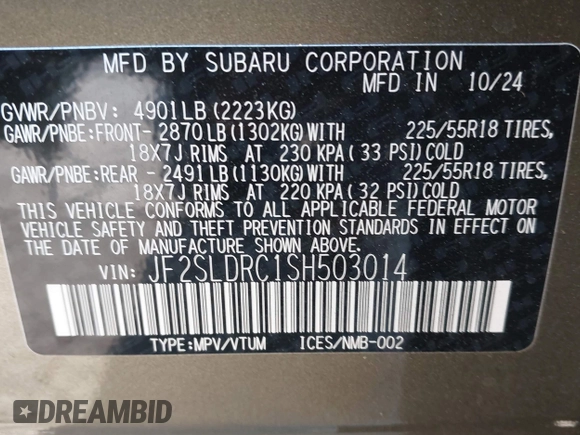 MFD BY SUBARU CORPORATION
MFD IN 10/24
GVWR/PNBV: 4901LB (2223KG)
GAWR/PNBE:FRONT- 2870LB(1302KG)WITH 225/55R18 TIRES,
18X7J RIMS AT 230 KPA( 33 PSI)COLD
GAWR/PNBE:REAR - 2491LB(1130KG)WITH 225/55R18 TIRES,
18X7J RIMS AT 220 KPA( 32 PSI)COLD
THIS VEHICLE CONFORMS TO ALL APPLICABLE FEDERAL MOTOR
VEHICLE SAFETY AND THEFT PREVENTION STANDARDS IN EFFECT ON
THE DATE OF MANUFACTURE SHOWN ABOVE.
VIN: JF2SLDRC1SH503014
TYPE:MPV/VTUM ICES/NMB-002
DREAMBID